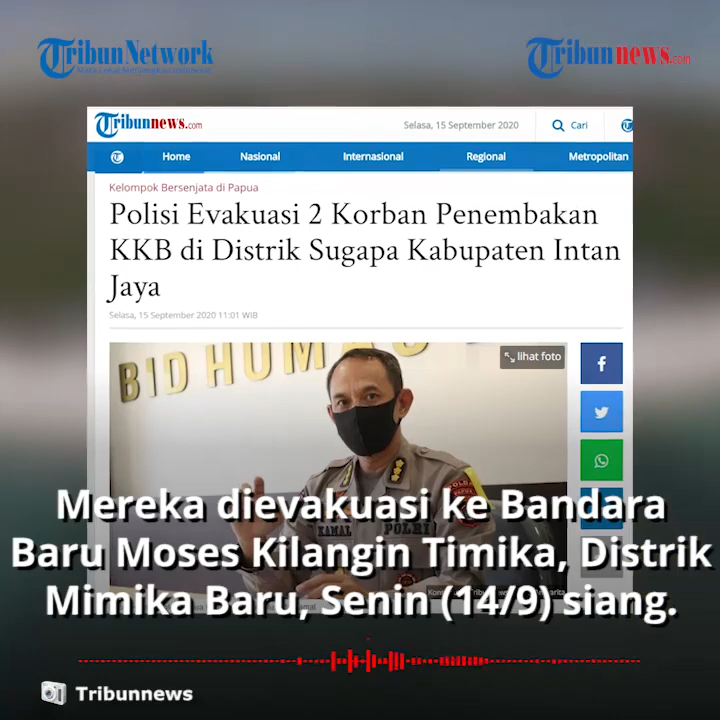 TribunNetwork
Tribunnews.com
Tribunnews.com
Selasa, 15 September 2020
Cari
Home
Nasional
Internasional
Regional
Metropolitan
Kelompok Bersenjata di Papua
Polisi Evakuasi 2 Korban Penembakan
KKB di Distrik Sugapa Kabupaten Intan
Jaya
Selasa, 15 September 2020 11:01 WIB
lihat foto
BID HUMAS
KAMAL
POLRI
Mereka dievakuasi ke Bandara
Baru Moses Kilangin Timika, Distrik
Mimika Baru, Senin (14/9) siang.
Tribunnews